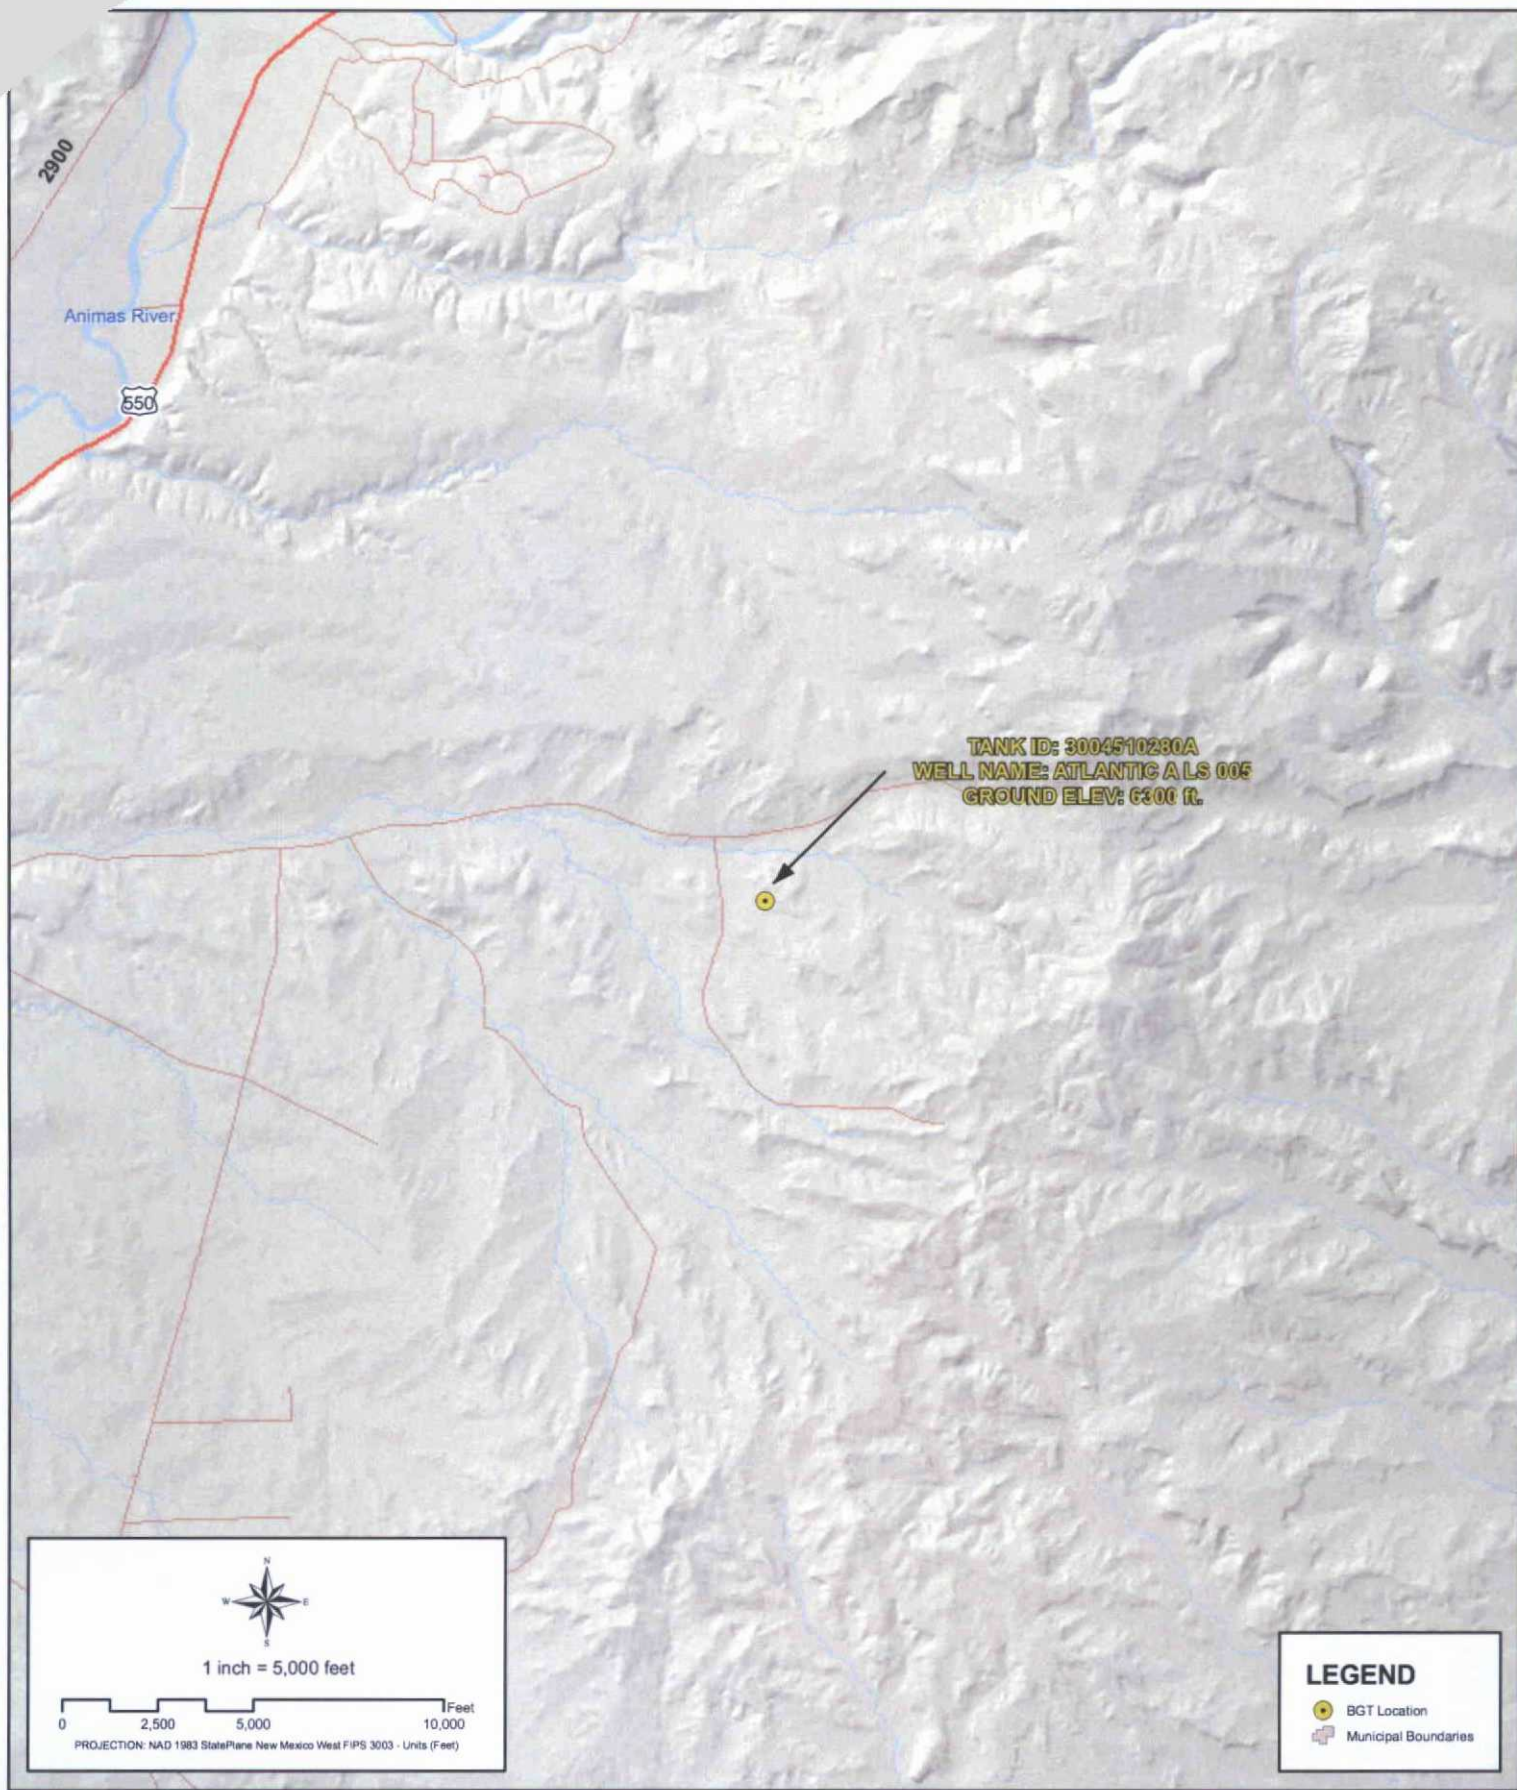 2900
Animas River
550
TANK ID: 3004510280A
WELL NAME: ATLANTIC A LS 005
GROUND ELEV: 6300 ft.
N
W E
S
1 inch = 5,000 feet
Feet
0 2,500 5,000 10,000
PROJECTION: NAD 1983 StatePlane New Mexico West FIPS 3003 - Units (Feet)
LEGEND
BGT Location
Municipal Boundaries